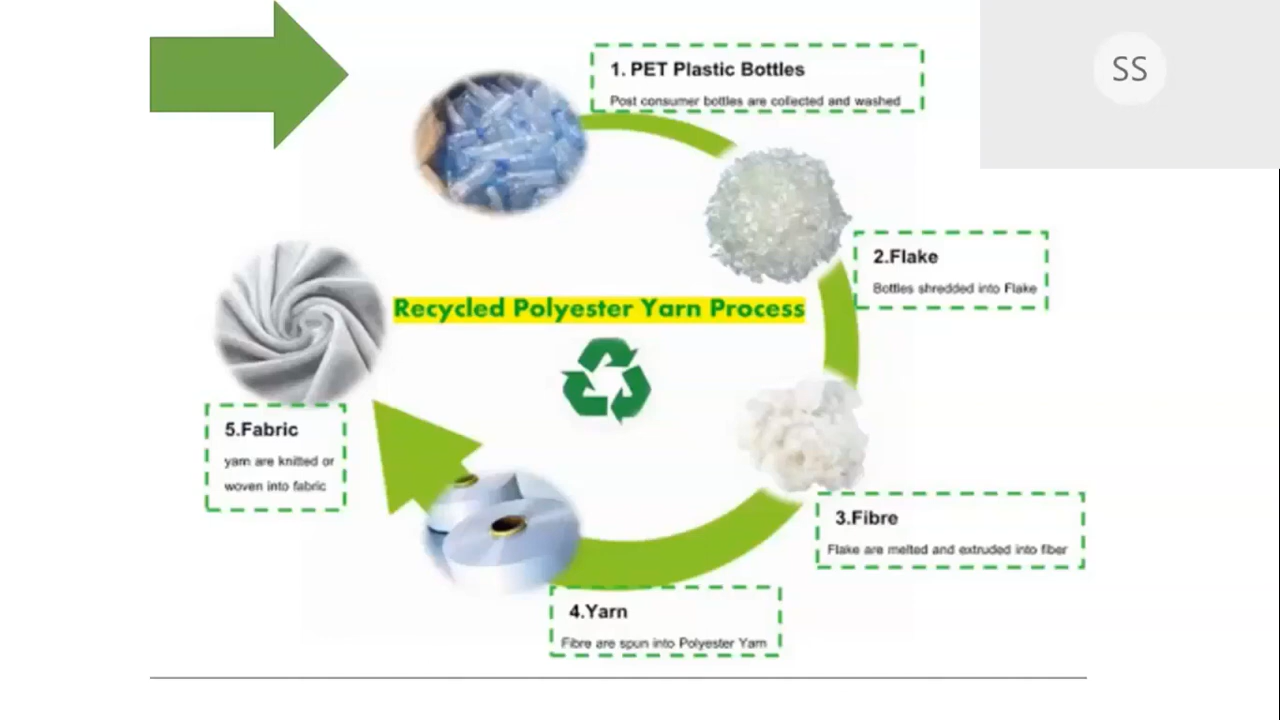 SS
1. PET Plastic Bottles
Post consumer bottles are collected and washed
2.Flake
Bottles shredded into Flake
Recycled Polyester Yarn Process
3.Fibre
Flake are melted and extruded into fiber
4.Yarn
Fibre are spun into Polyester Yarn
5.Fabric
yarn are knitted or
woven into fabric